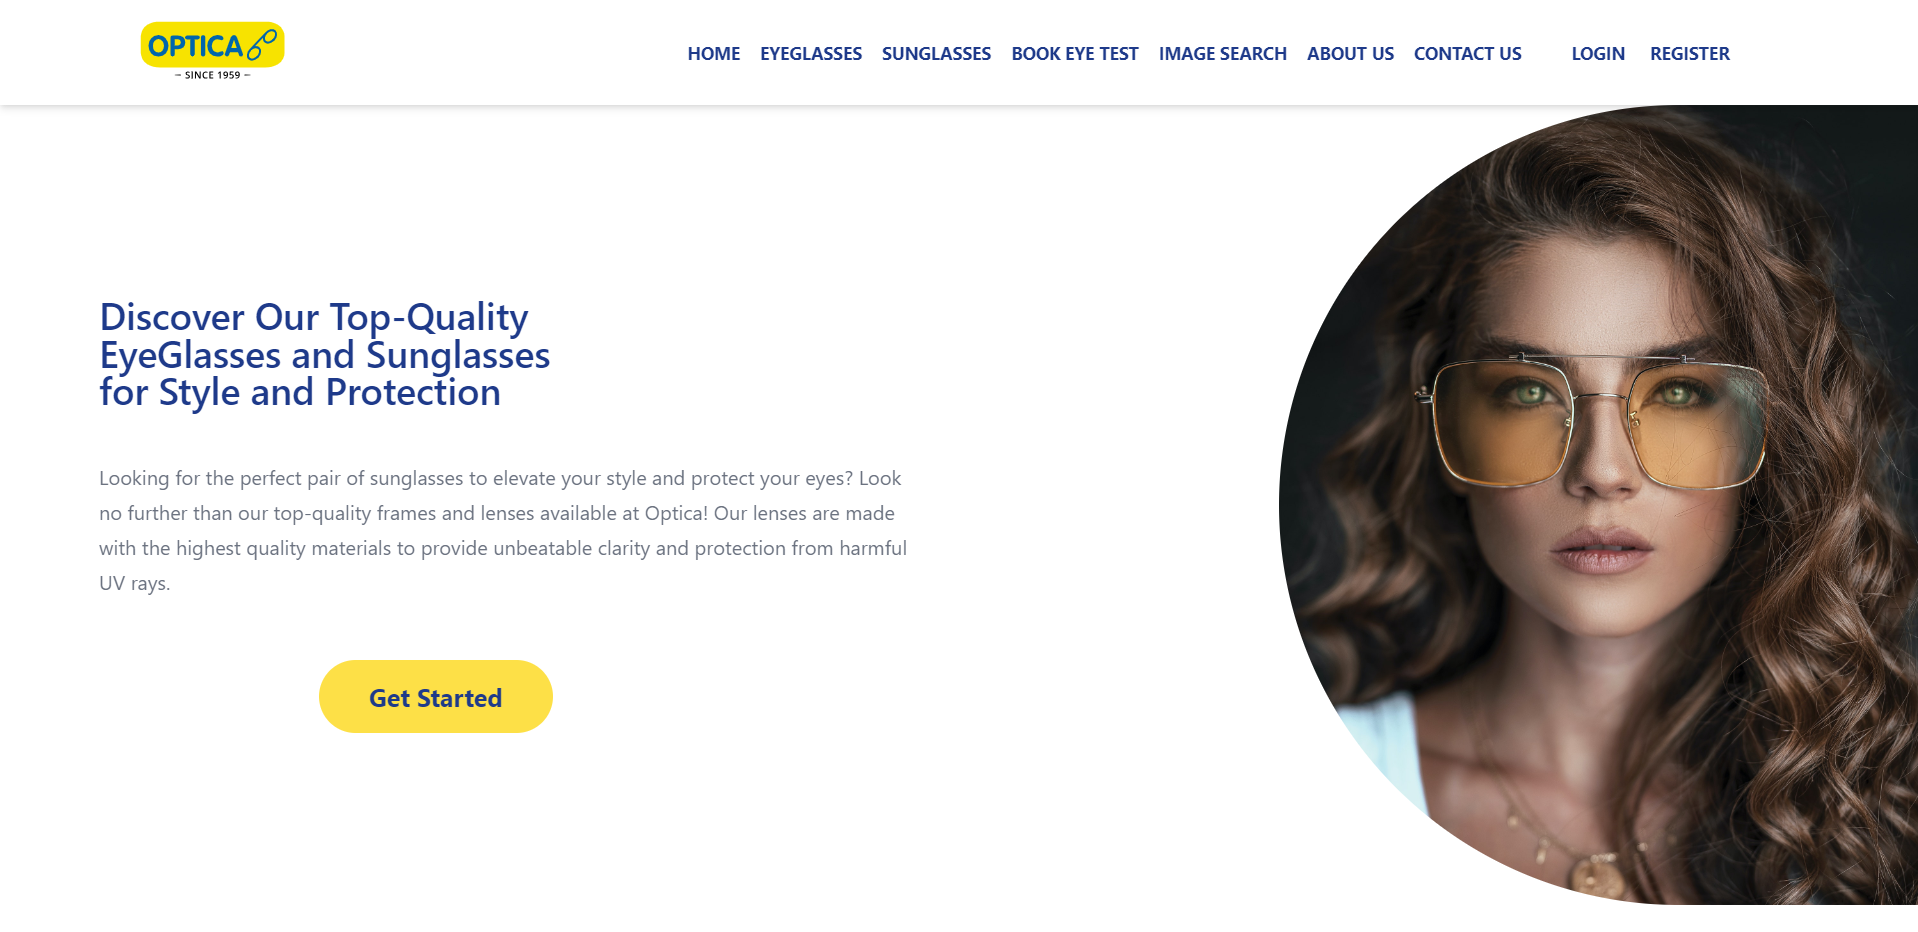 OPTICA
SINCE 1959
HOME EYEGLASSES SUNGLASSES BOOK EYE TEST IMAGE SEARCH ABOUT US CONTACT US LOGIN REGISTER
Discover Our Top-Quality
EyeGlasses and Sunglasses
for Style and Protection
Looking for the perfect pair of sunglasses to elevate your style and protect your eyes? Look
no further than our top-quality frames and lenses available at Optica! Our lenses are made
with the highest quality materials to provide unbeatable clarity and protection from harmful
UV rays.
Get Started